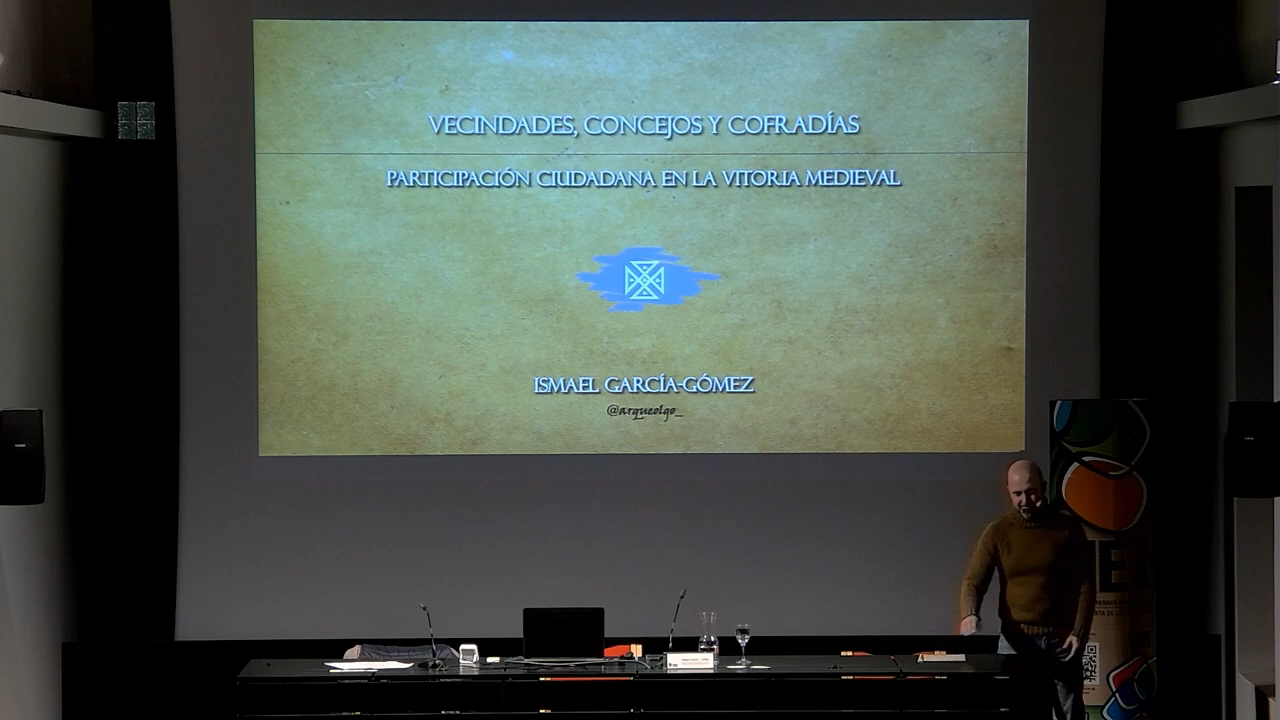 VECINDADES, CONCEJOS Y COFRADÍAS
PARTICIPACIÓN CIUDADANA EN LA VITORIA MEDIEVAL
ISMAEL GARCÍA-GÓMEZ
@arqueolgo_